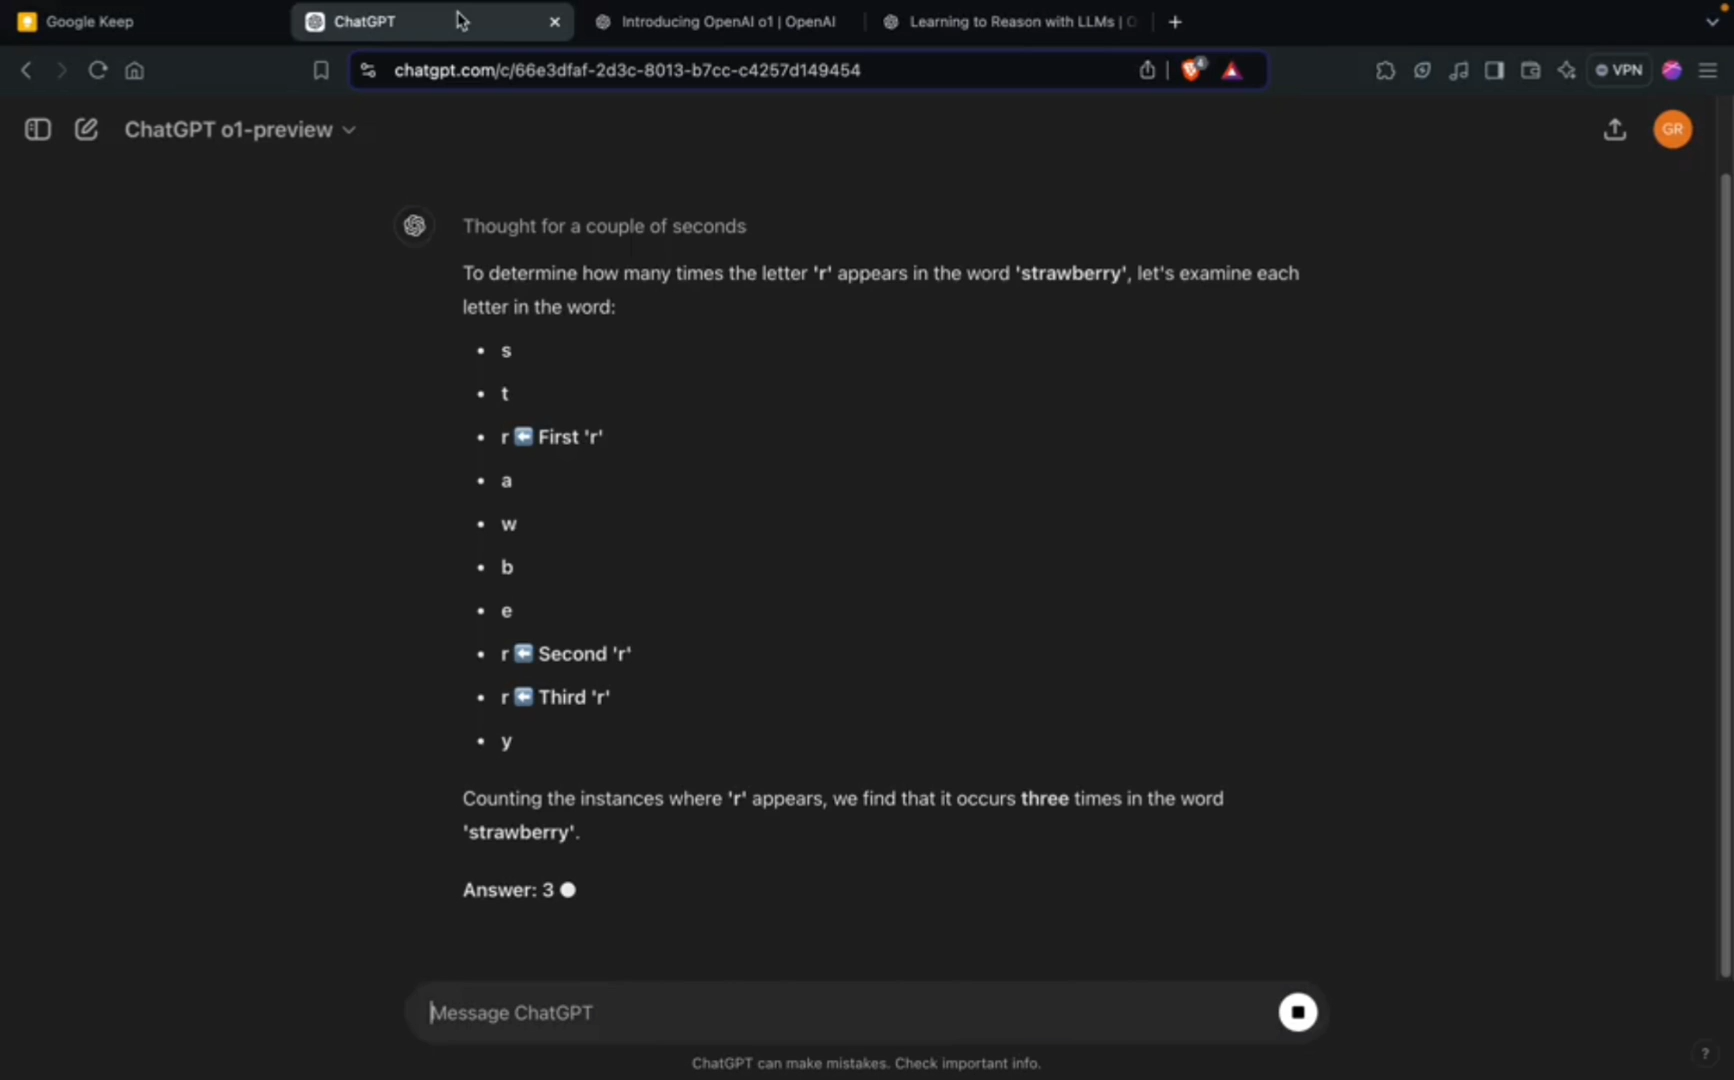 Google Keep
ChatGPT
Introducing OpenAI o1 | OpenAI
Learning to Reason with LLMs |
chatgpt.com/c/66e3dfaf-2d3c-8013-b7cc-c4257d149454
4
VPN
ChatGPT o1-preview
GR
Thought for a couple of seconds
To determine how many times the letter 'r' appears in the word 'strawberry', let's examine each
letter in the word:
• s
• t
• r ⬅️ First 'r'
• a
• w
• b
• e
• r ⬅️ Second 'r'
• r ⬅️ Third 'r'
• y
Counting the instances where 'r' appears, we find that it occurs three times in the word
'strawberry'.
Answer: 3
Message ChatGPT
ChatGPT can make mistakes. Check important info.
?